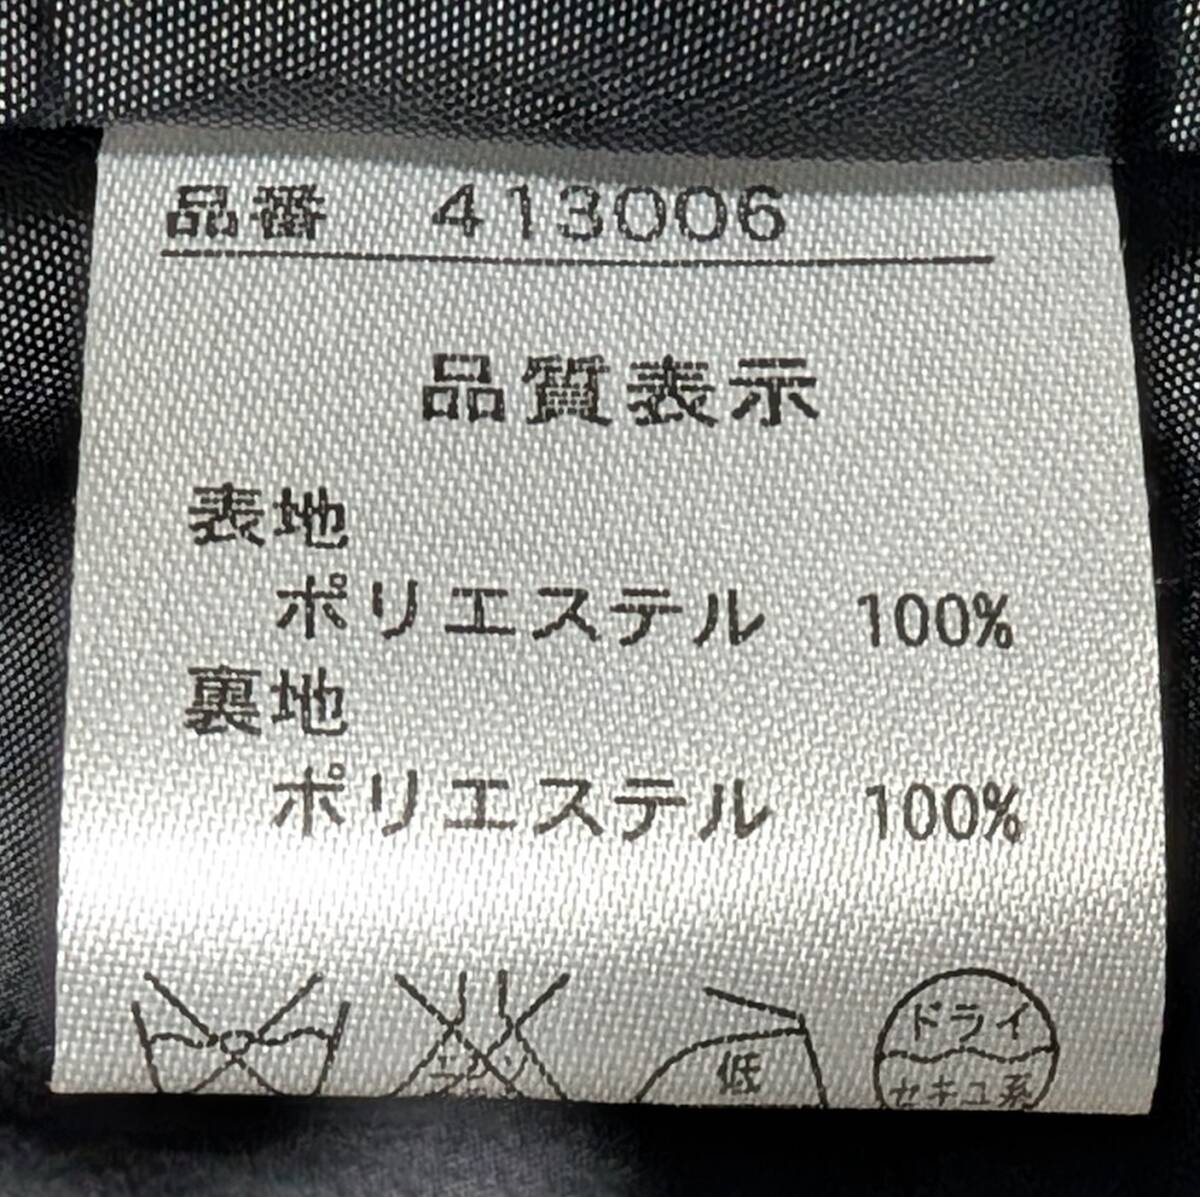 品番 413006
品質表示
表地
ポリエステル 100%
裏地
ポリエステル 100%
低
ドライ
セキユ系